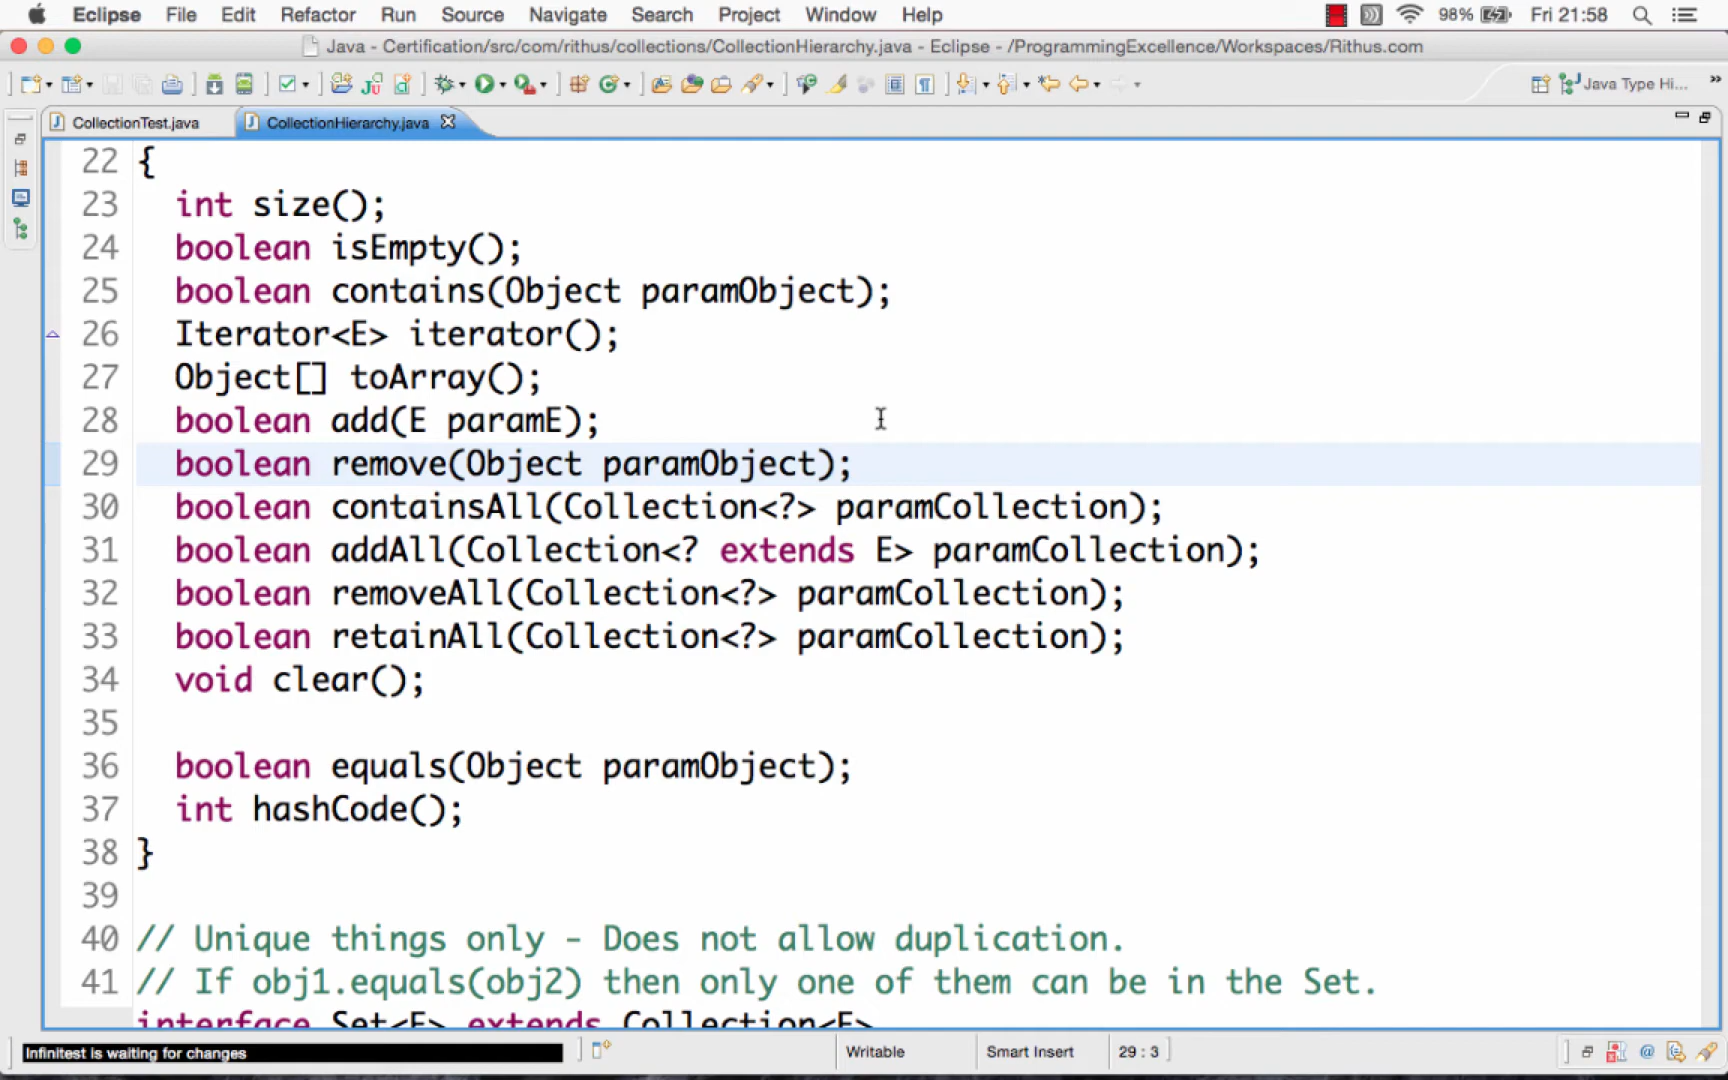 Eclipse File Edit Refactor Run Source Navigate Search Project Window Help 98% Fri 21:58
Java - Certification/src/com/rithus/collections/CollectionHierarchy.java - Eclipse - /ProgrammingExcellence/Workspaces/Rithus.com
Java Type Hi...
CollectionTest.java CollectionHierarchy.java
22 {
23 int size();
24 boolean isEmpty();
25 boolean contains(Object paramObject);
26 Iterator<E> iterator();
27 Object[] toArray();
28 boolean add(E paramE);
29 boolean remove(Object paramObject);
30 boolean containsAll(Collection<?> paramCollection);
31 boolean addAll(Collection<? extends E> paramCollection);
32 boolean removeAll(Collection<?> paramCollection);
33 boolean retainAll(Collection<?> paramCollection);
34 void clear();
35
36 boolean equals(Object paramObject);
37 int hashCode();
38 }
39
40 // Unique things only - Does not allow duplication.
41 // If obj1.equals(obj2) then only one of them can be in the Set.
interface Set<E> extends Collection<E>
Infinitest is waiting for changes Writable Smart Insert 29 : 3